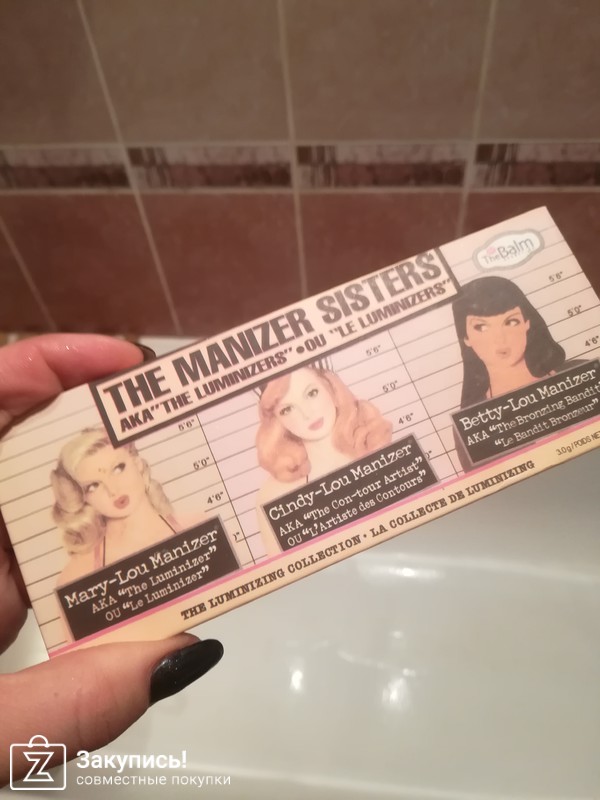 theBalm
THE MANIZER SISTERS
AKA "THE LUMINIZERS" • OU "LE LUMINIZERS"
5'6"
5'0"
4'6"
5'6"
5'0"
4'6"
5'6"
5'0"
4'6"
Mary-Lou Manizer
AKA "The Luminizer"
OU "Le Luminizer"
Cindy-Lou Manizer
AKA "The Con-tour Artist"
OU "L'Artiste des Contours"
Betty-Lou Manizer
AKA "The Bronzing Bandit
"Le Bandit Bronzeur"
THE LUMINIZING COLLECTION • LA COLLECTE DE LUMINIZING
3.0g/POIDS NET
Закупись!
совместные покупки